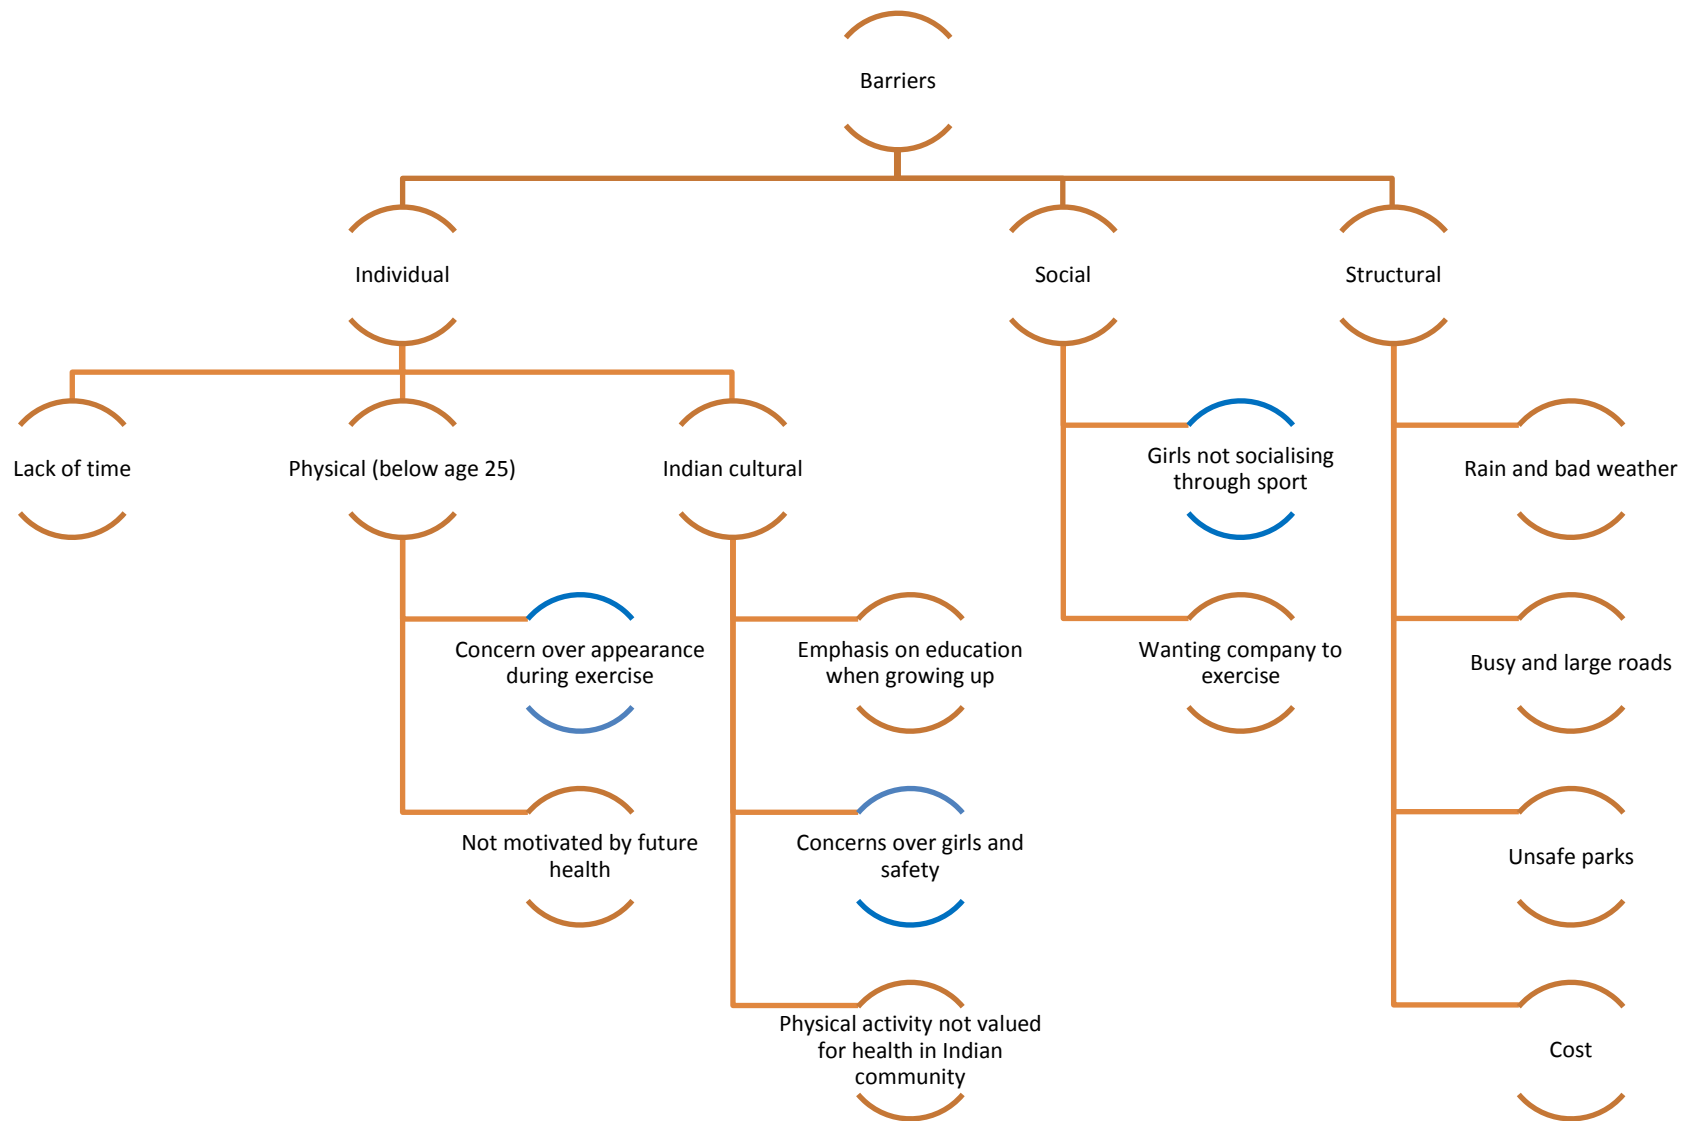 Barriers
Individual
Social
Structural
Lack of time
Physical (below age 25)
Indian cultural
Girls not socialising
through sport
Rain and bad weather
Concern over appearance
during exercise
Emphasis on education
when growing up
Wanting company to
exercise
Busy and large roads
Not motivated by future
health
Concerns over girls and
safety
Unsafe parks
Physical activity not valued
for health in Indian
community
Cost